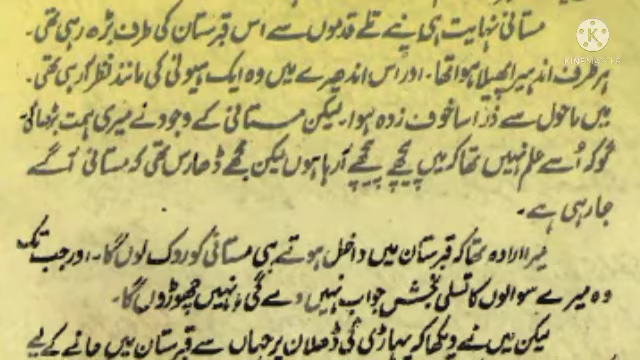 مستانی نہایت ہی نپے تلے قدموں سے اس قبرستان کی طرف بڑھ رہی تھی۔
ہر طرف اندھیرا پھیلا ہوا تھا۔ اور اس اندھیرے میں وہ ایک ہیولیٰ کی مانند نظر آ رہی تھی۔
میں ماحول سے ذرا سا خوف زدہ ہوا۔ لیکن مستانی کے وجود نے میری ہمت بڑھائی۔
گو کہ اُسے علم نہیں تھا کہ میں پیچھے پیچھے آ رہا ہوں لیکن مجھے ڈھارس تھی کہ مستانی آگے
جا رہی ہے۔
میرا ارادہ تھا کہ قبرستان میں داخل ہوتے ہی مستانی کو روک لوں گا۔ اور جب تک
وہ میرے سوالوں کا تسلی بخش جواب نہیں دے گی، نہیں چھوڑوں گا۔
لیکن میں نے دیکھا کہ پہاڑی کی ڈھلان پر جہاں سے قبرستان میں جانے کے لیے
K
KINEMASTER